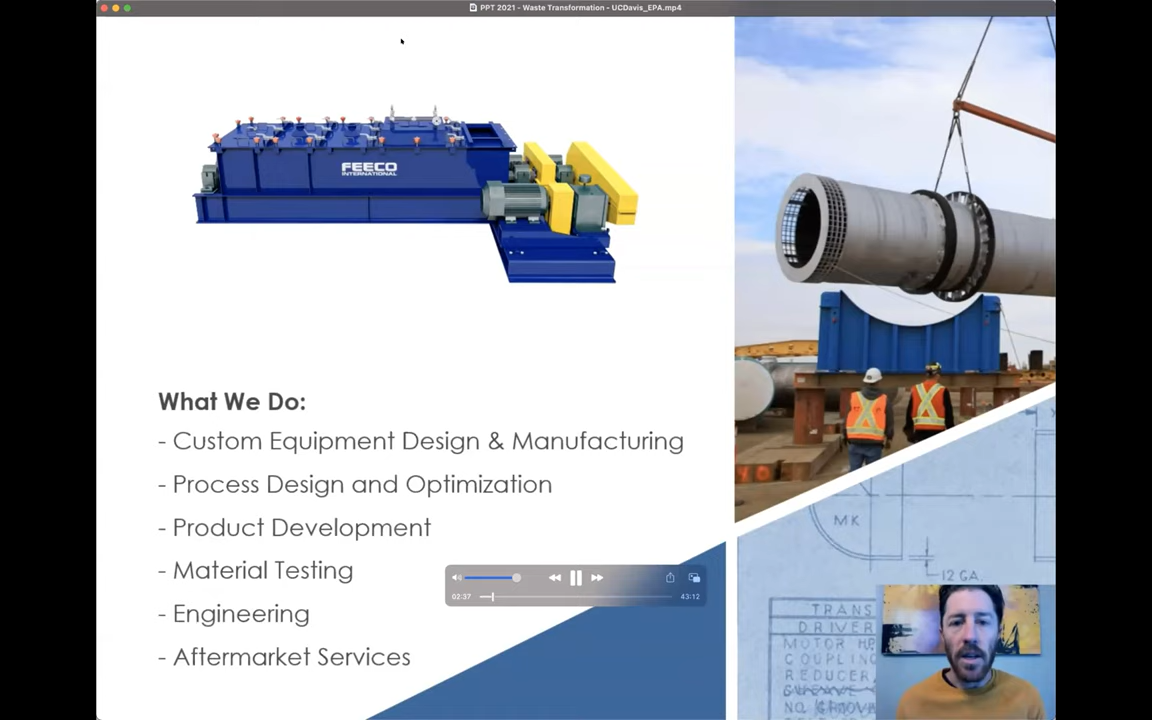 PPT 2021 - Waste Transformation - UCDavis_EPA.mp4
FEECO
INTERNATIONAL
What We Do:
- Custom Equipment Design & Manufacturing
- Process Design and Optimization
- Product Development
- Material Testing
- Engineering
- Aftermarket Services
02:37
43:12
MK
12 GA.
TRANS
DRIVER
MOTOR HP
COUPLING
REDUCER